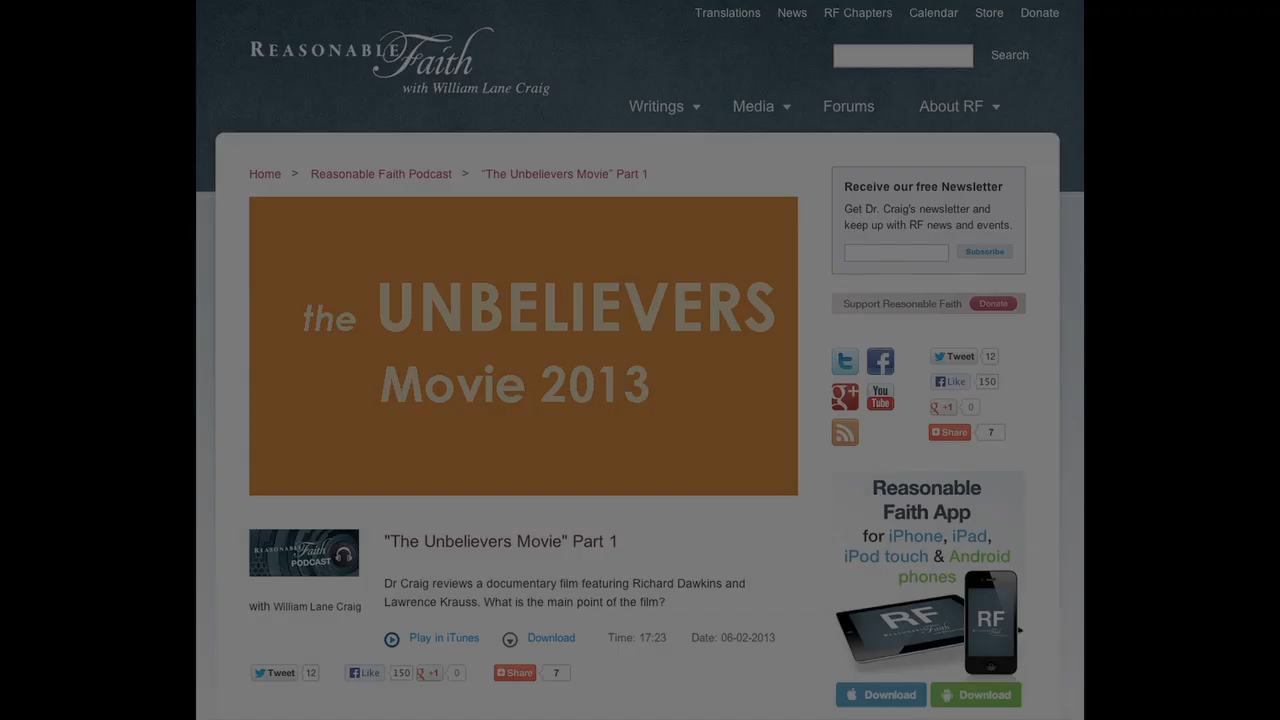 Translations News RF Chapters Calendar Store Donate
REASONABLE Faith
with William Lane Craig
Search
Writings Media Forums About RF
Home > Reasonable Faith Podcast > "The Unbelievers Movie" Part 1
the UNBELIEVERS
Movie 2013
Receive our free Newsletter
Get Dr. Craig's newsletter and
keep up with RF news and events.
Subscribe
Support Reasonable Faith Donate
Tweet 12
Like 150
g +1 0
Share 7
You
Tube
Reasonable
Faith App
for iPhone, iPad,
iPod touch & Android
phones
RF
REASONABLE Faith
RF
Download Download
REASONABLE Faith
PODCAST
with William Lane Craig
"The Unbelievers Movie" Part 1
Dr Craig reviews a documentary film featuring Richard Dawkins and
Lawrence Krauss. What is the main point of the film?
Play in iTunes Download Time: 17:23 Date: 06-02-2013
Tweet 12 Like 150 g +1 0 Share 7